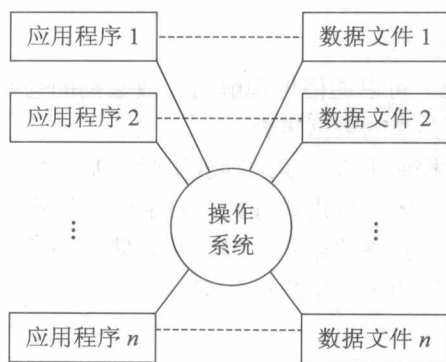 应用程序 1 数据文件 1
应用程序 2 数据文件 2
操作
系统
⋮ ⋮
应用程序 n 数据文件 n